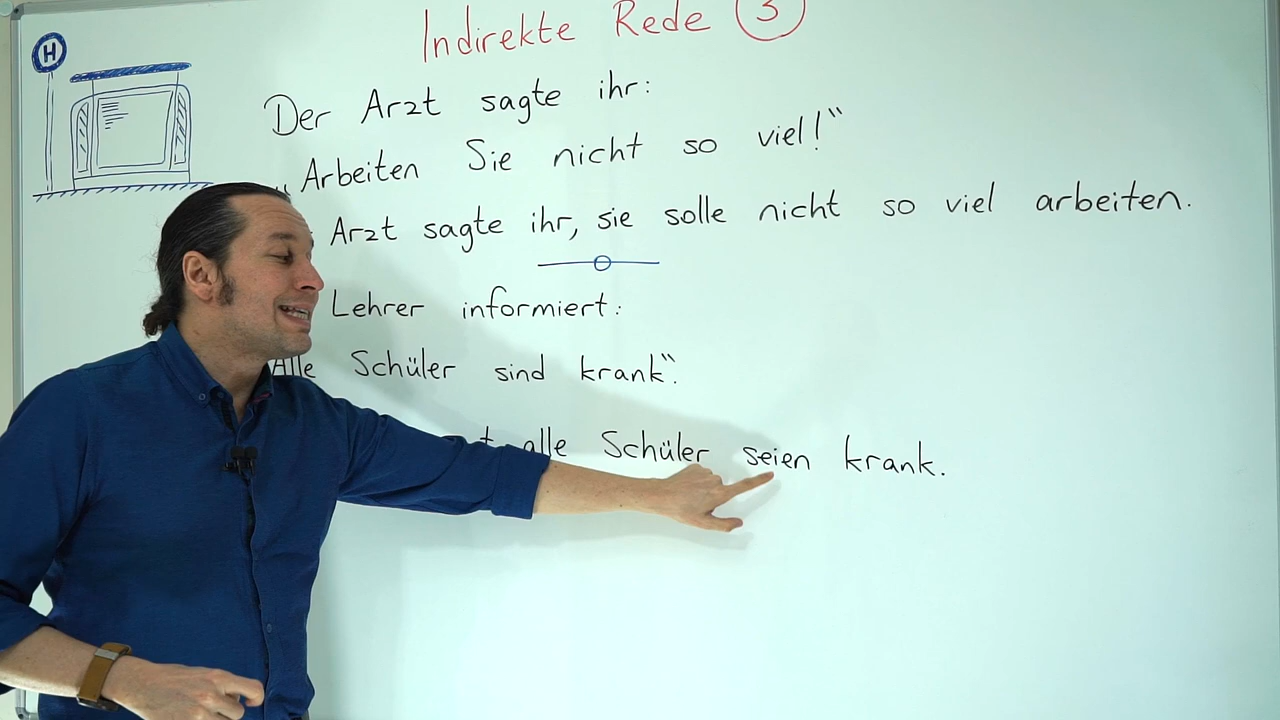 H
Indirekte Rede 3
Der Arzt sagte ihr:
„Arbeiten Sie nicht so viel!“
Arzt sagte ihr, sie solle nicht so viel arbeiten.
Lehrer informiert:
Alle Schüler sind krank“.
alle Schüler seien krank.